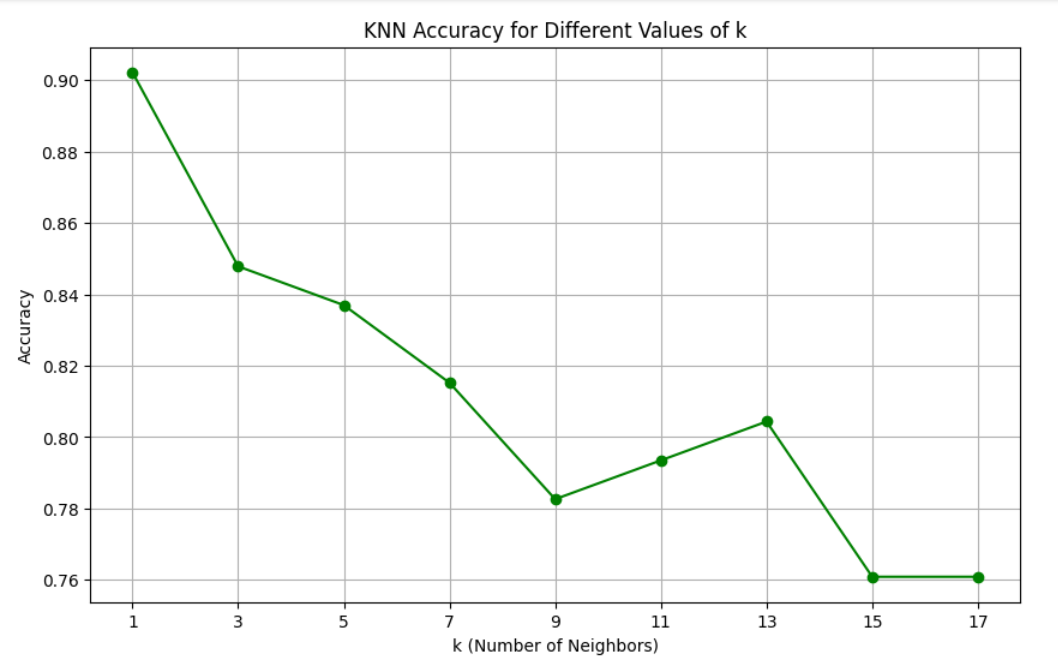 KNN Accuracy for Different Values of k
0.90
0.88
0.86
0.84
0.82
0.80
0.78
0.76
Accuracy
1 3 5 7 9 11 13 15 17
k (Number of Neighbors)